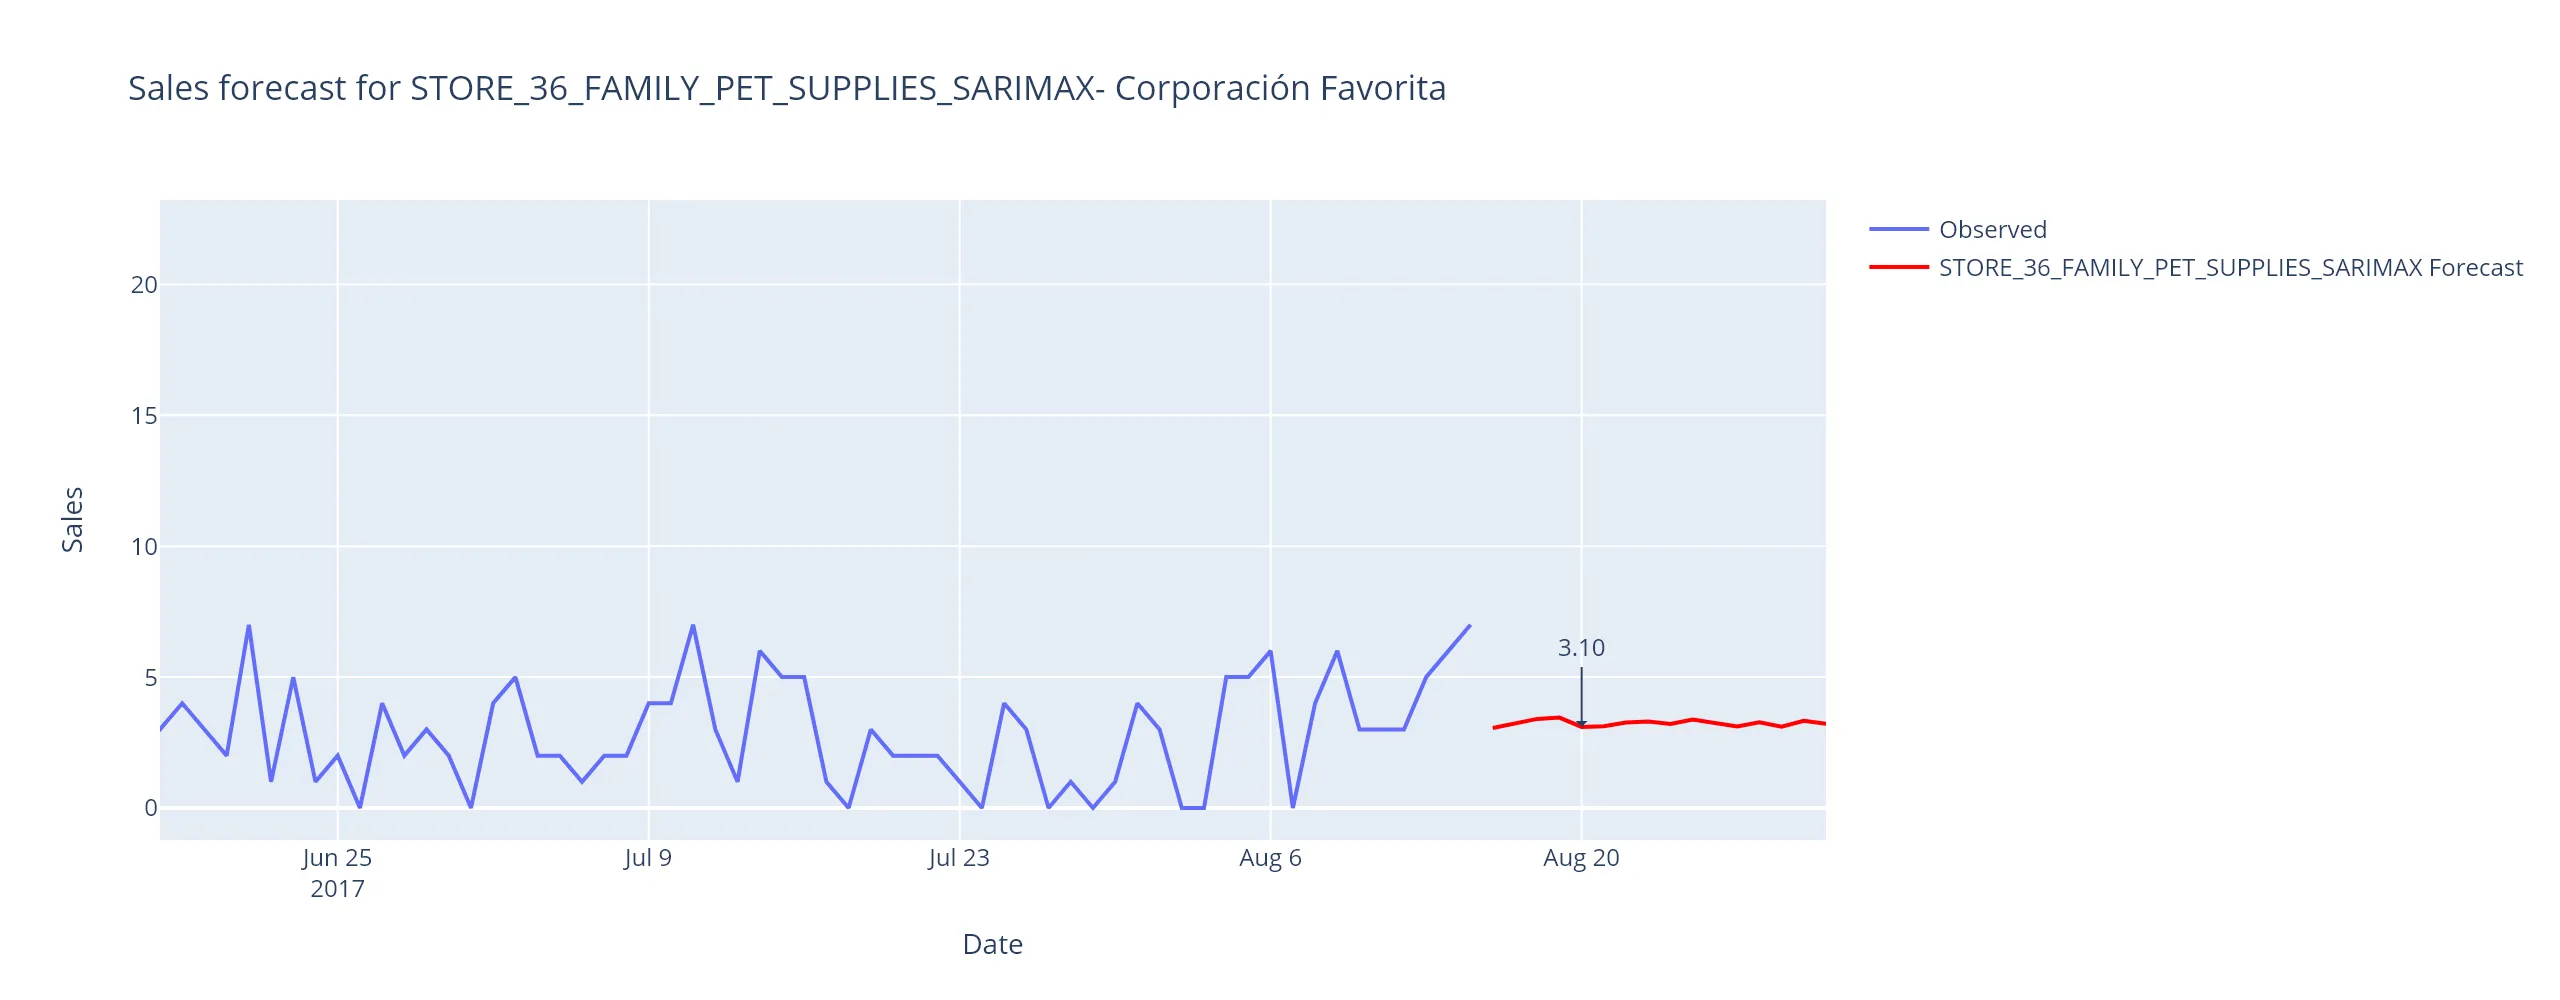 Sales forecast for STORE_36_FAMILY_PET_SUPPLIES_SARIMAX- Corporación Favorita
Observed
STORE_36_FAMILY_PET_SUPPLIES_SARIMAX Forecast
20
15
10
5
0
Sales
3.10
Jun 25
2017
Jul 9
Jul 23
Aug 6
Aug 20
Date